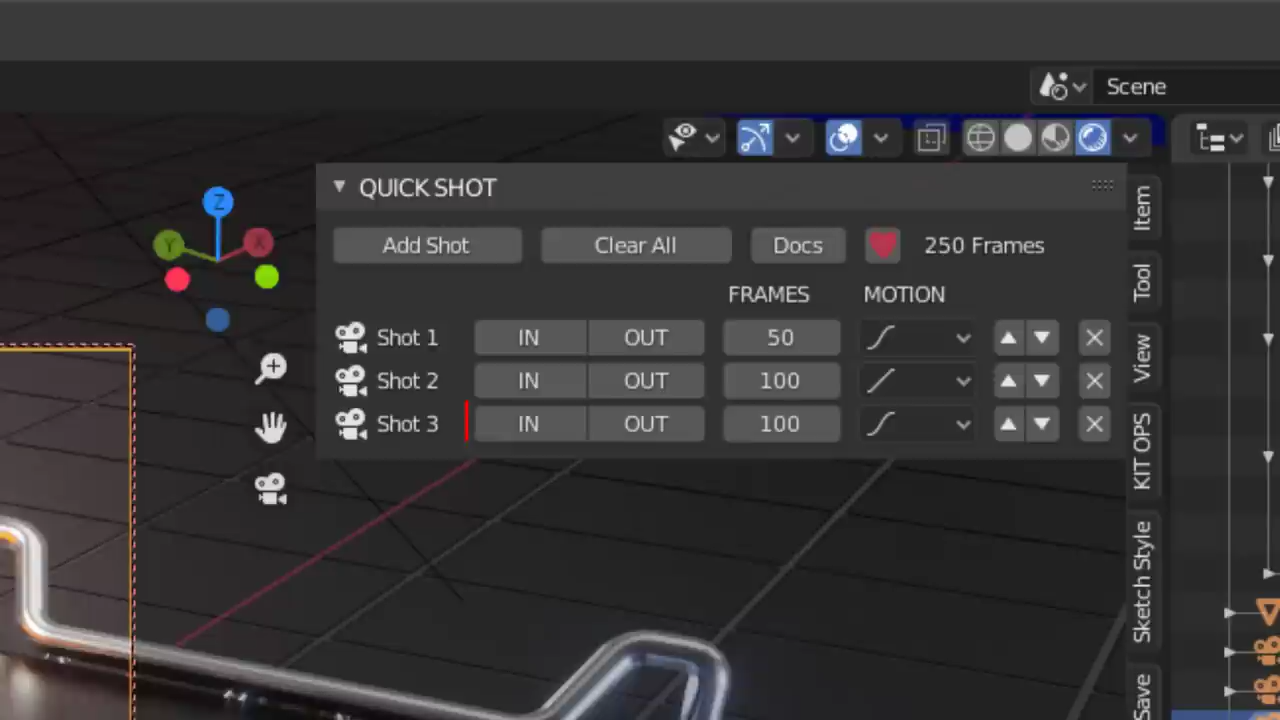 Scene
QUICK SHOT
Add Shot Clear All Docs 250 Frames
FRAMES MOTION
Shot 1 IN OUT 50
Shot 2 IN OUT 100
Shot 3 IN OUT 100
Z
Y
X
Item
Tool
View
KIT OPS
Sketch Style
Save